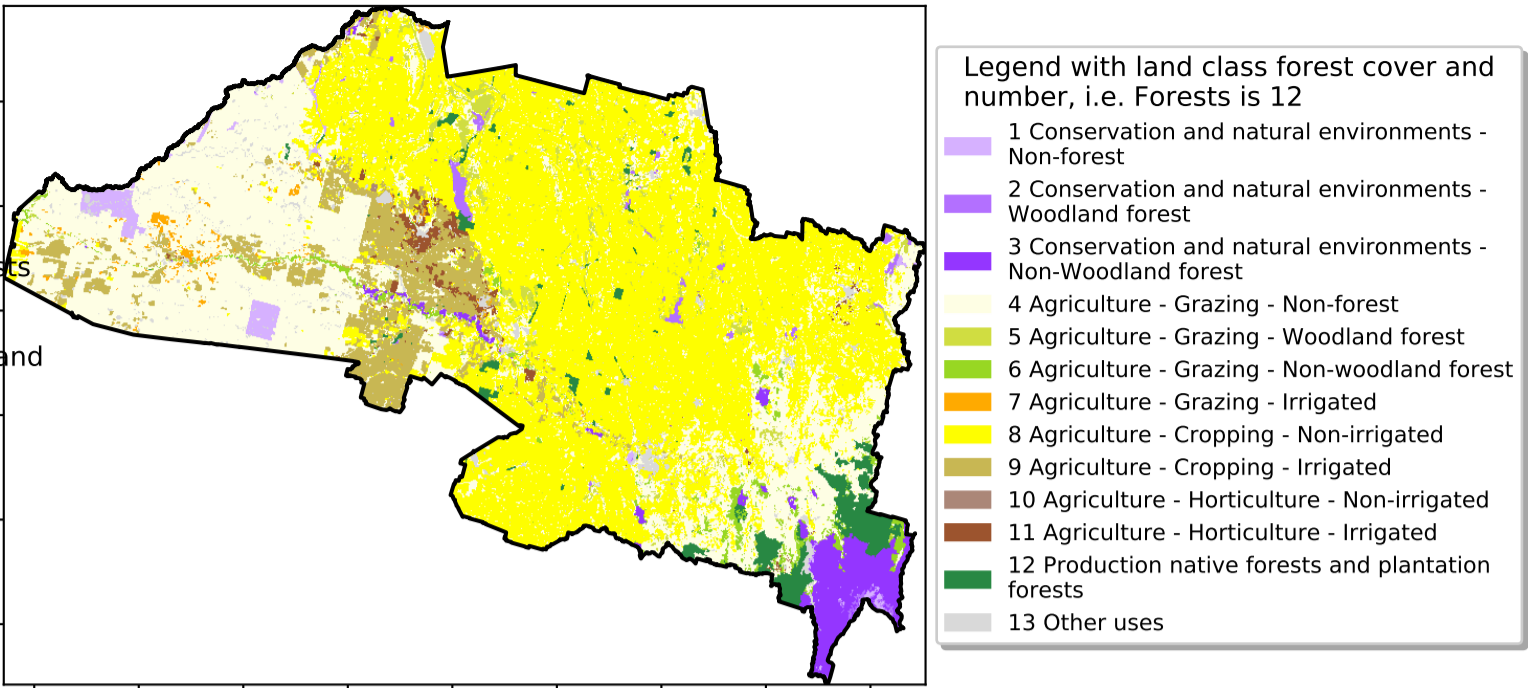 sts
and
Legend with land class forest cover and
number, i.e. Forests is 12
1 Conservation and natural environments -
Non-forest
2 Conservation and natural environments -
Woodland forest
3 Conservation and natural environments -
Non-Woodland forest
4 Agriculture - Grazing - Non-forest
5 Agriculture - Grazing - Woodland forest
6 Agriculture - Grazing - Non-woodland forest
7 Agriculture - Grazing - Irrigated
8 Agriculture - Cropping - Non-irrigated
9 Agriculture - Cropping - Irrigated
10 Agriculture - Horticulture - Non-irrigated
11 Agriculture - Horticulture - Irrigated
12 Production native forests and plantation
forests
13 Other uses